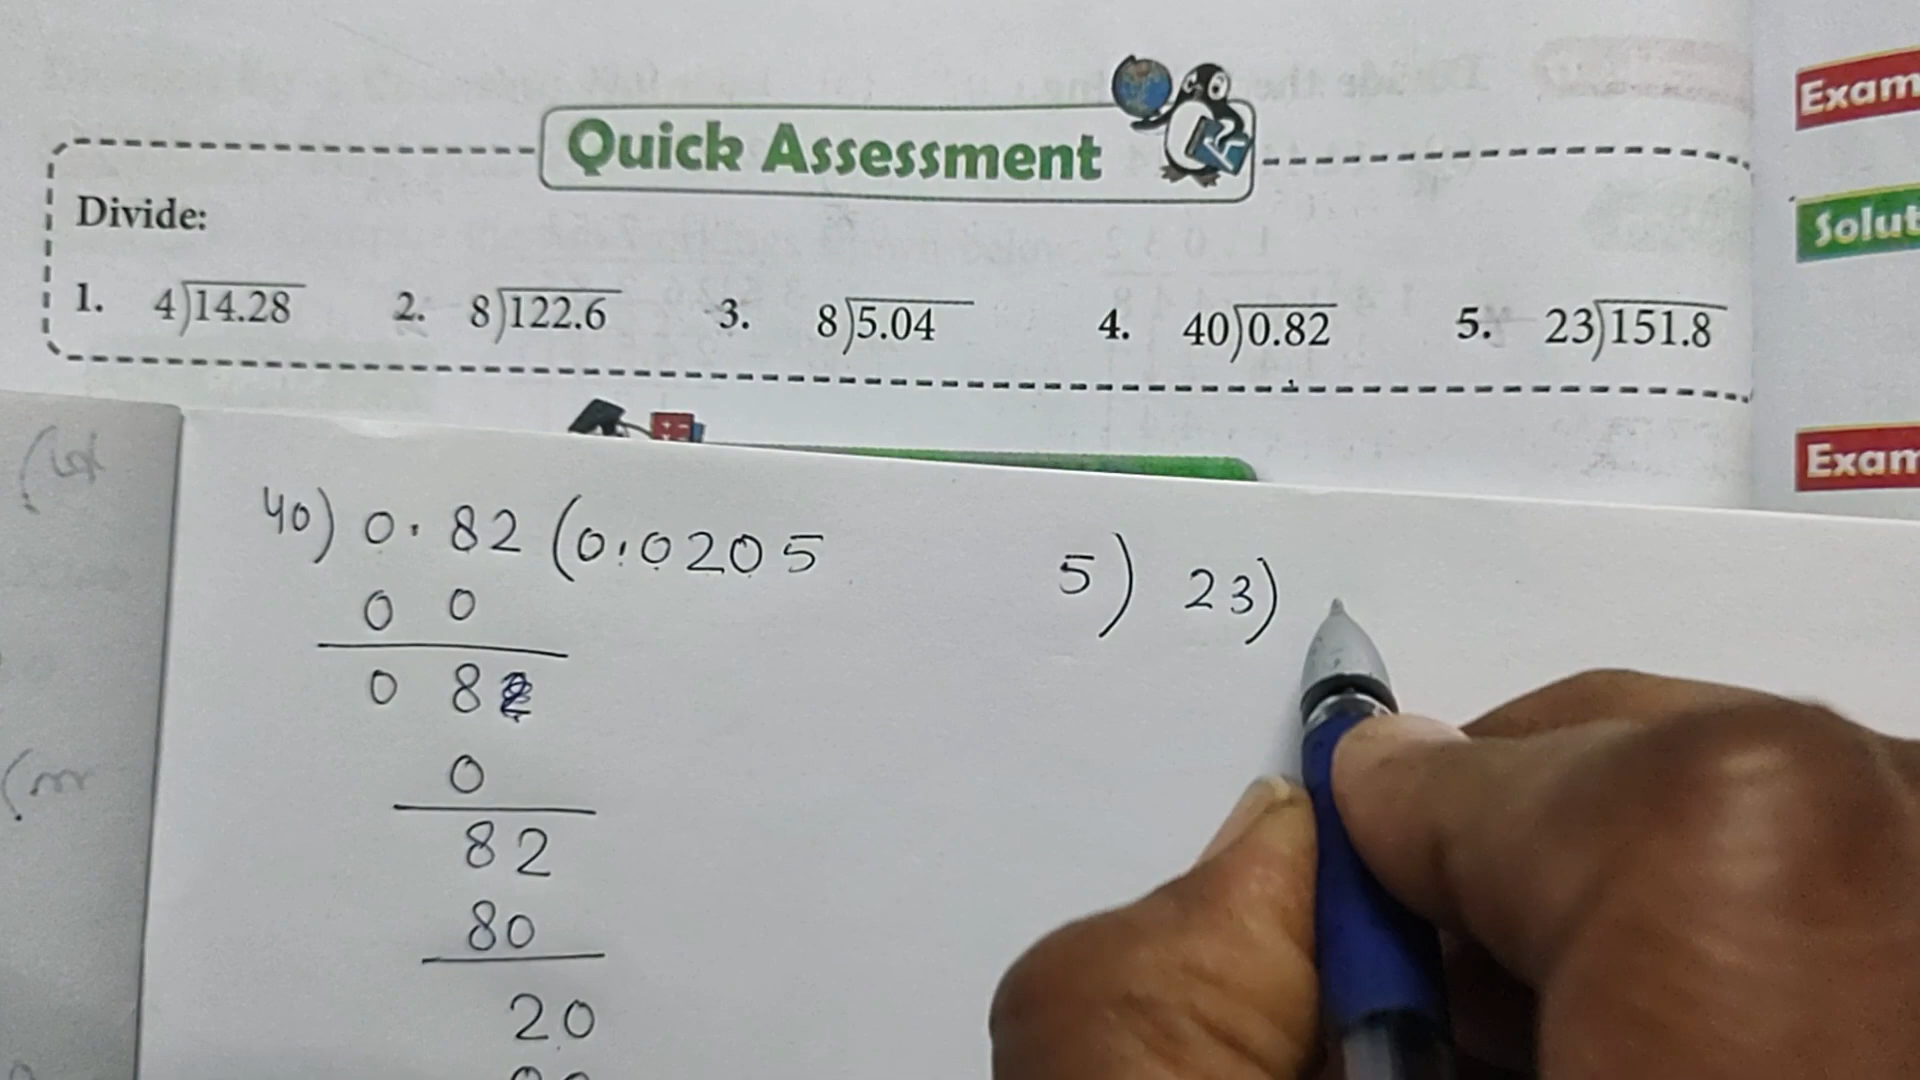 Quick Assessment
Divide:
1. 4)14.28 2. 8)122.6 3. 8)5.04 4. 40)0.82 5. 23)151.8
Exam
Solut
Exam
40) 0.82 (0.0205
0 0
0 8
0
82
80
20
5) 23)